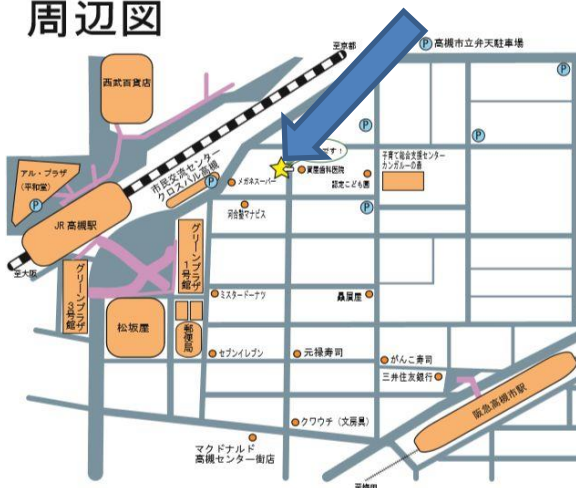 周辺図
至京都
P 高槻市立弁天駐車場
西武百貨店
P
P
です！
子育て総合支援センター
カンガルーの森
市民交流センター
クロスパル高槻
P
アル・プラザ
(平和堂)
P
メガネスーパー
貴屋歯科医院
認定こども園
河合塾マナビス
P
JR高槻駅
グリーンプラザ
1号館
至大阪
グリーンプラザ
3号館
ミスタードーナツ
松坂屋
郵便局
セブンイレブン
元禄寿司
がんこ寿司
三井住友銀行
阪急高槻市駅
クワウチ（文房具）
マクドナルド
高槻センター街店